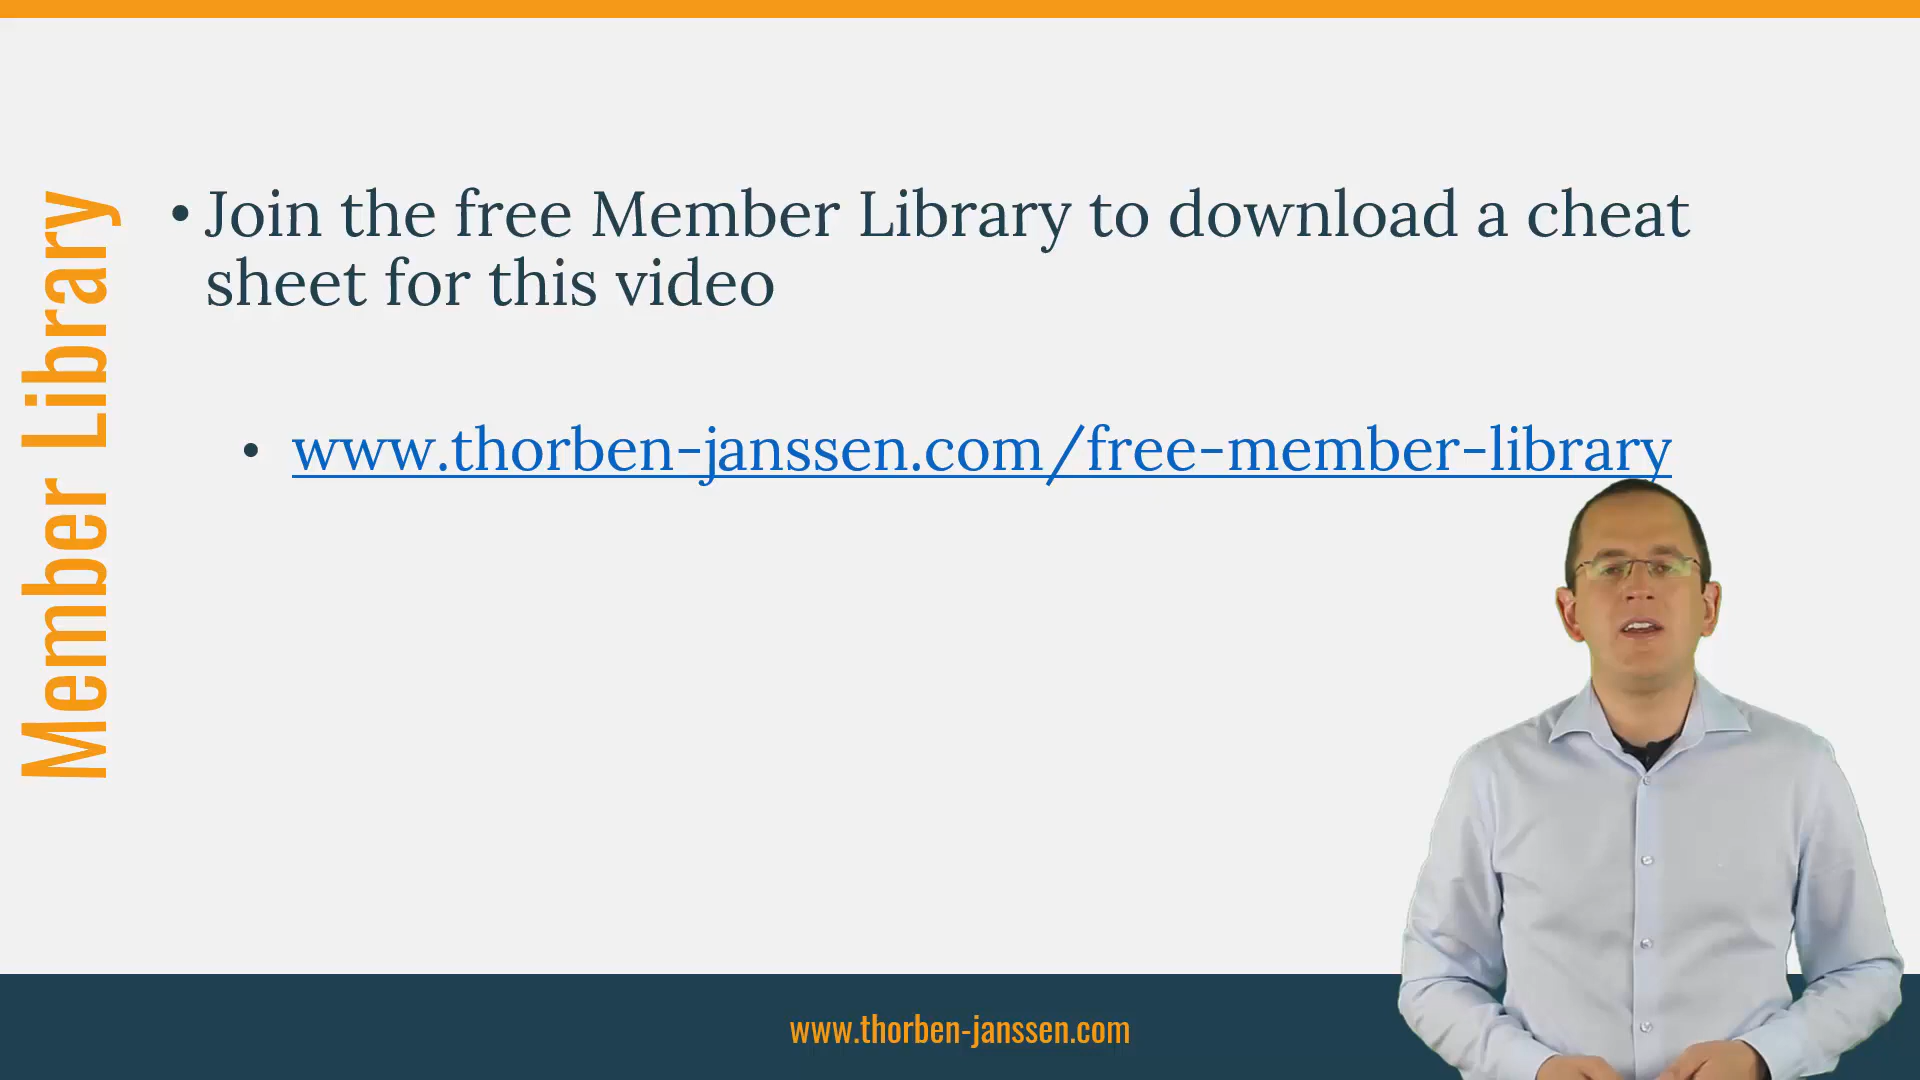 Member Library
• Join the free Member Library to download a cheat
sheet for this video
• www.thorben-janssen.com/free-member-library
www.thorben-janssen.com